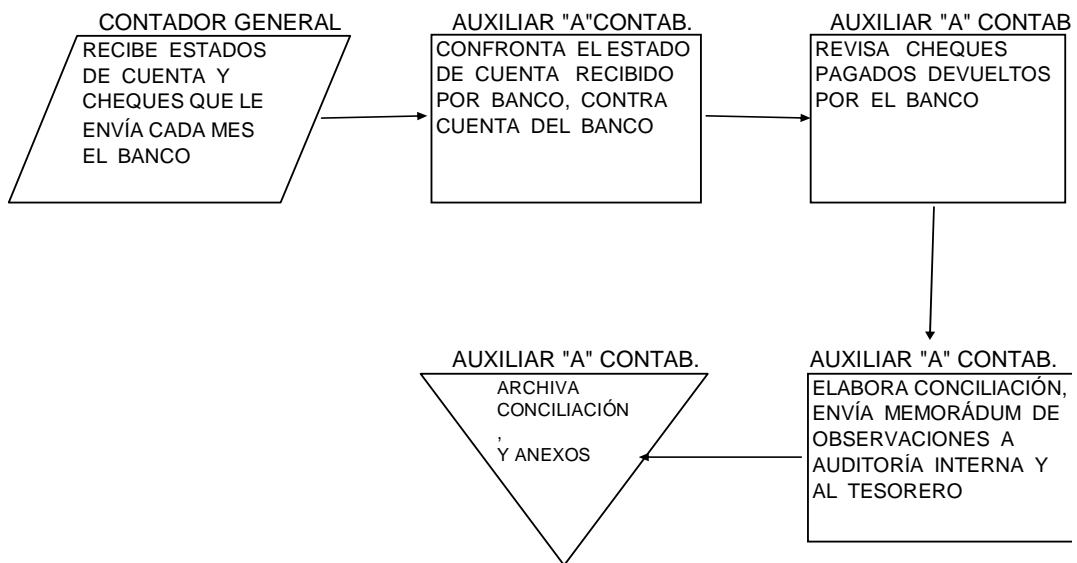 CONTADOR GENERAL
RECIBE ESTADOS
DE CUENTA Y
CHEQUES QUE LE
ENVÍA CADA MES
EL BANCO
AUXILIAR "A"CONTAB.
CONFRONTA EL ESTADO
DE CUENTA RECIBIDO
POR BANCO, CONTRA
CUENTA DEL BANCO
AUXILIAR "A" CONTAB
REVISA CHEQUES
PAGADOS DEVUELTOS
POR EL BANCO
AUXILIAR "A" CONTAB.
ELABORA CONCILIACIÓN,
ENVÍA MEMORÁDUM DE
OBSERVACIONES A
AUDITORÍA INTERNA Y
AL TESORERO
AUXILIAR "A" CONTAB.
ARCHIVA
CONCILIACIÓN
,
Y ANEXOS